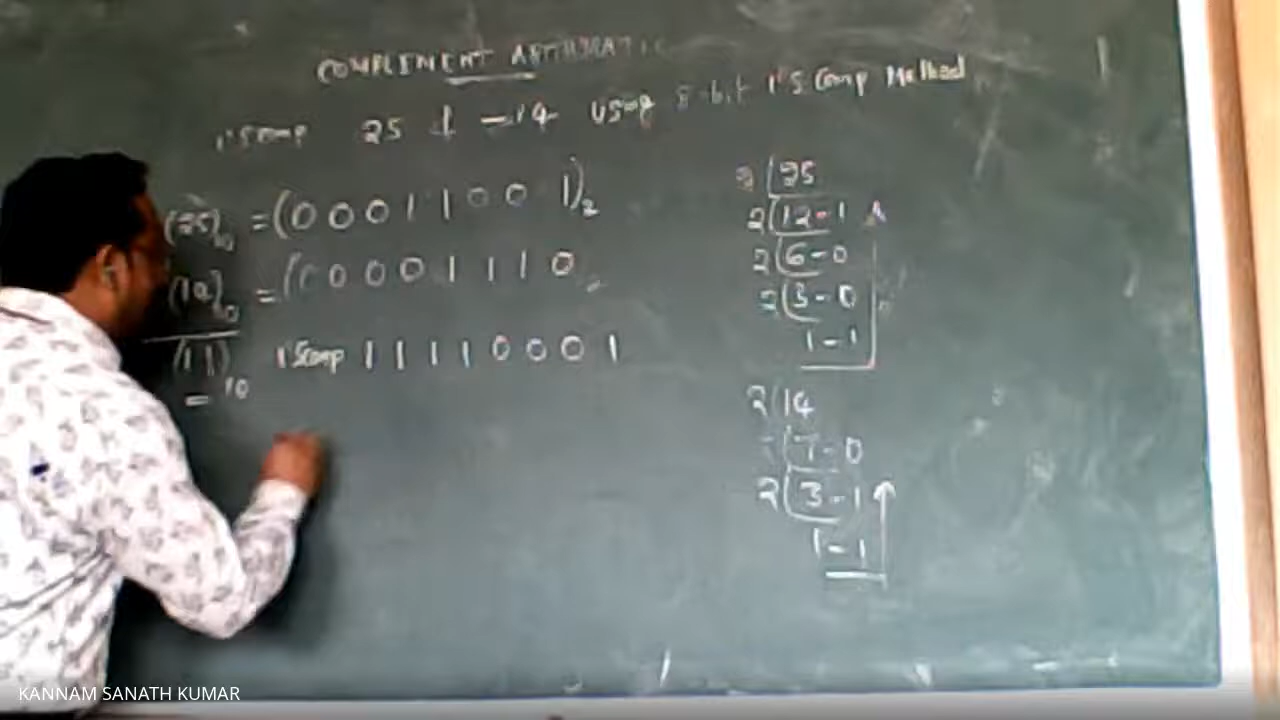 COMPLEMENT ARITHMATIC
1'S comp 25 + -14 Using 8-bit 1'S Comp Method
(25)10 = (0 0 0 1 1 0 0 1)2
(14)10 = (0 0 0 0 1 1 1 0)2
(11)10 1'S comp 1 1 1 1 0 0 0 1
2 | 25
2 | 12 - 1
2 | 6 - 0
2 | 3 - 0
1 - 1
2 | 14
2 | 7 - 0
2 | 3 - 1
1 - 1
KANNAM SANATH KUMAR